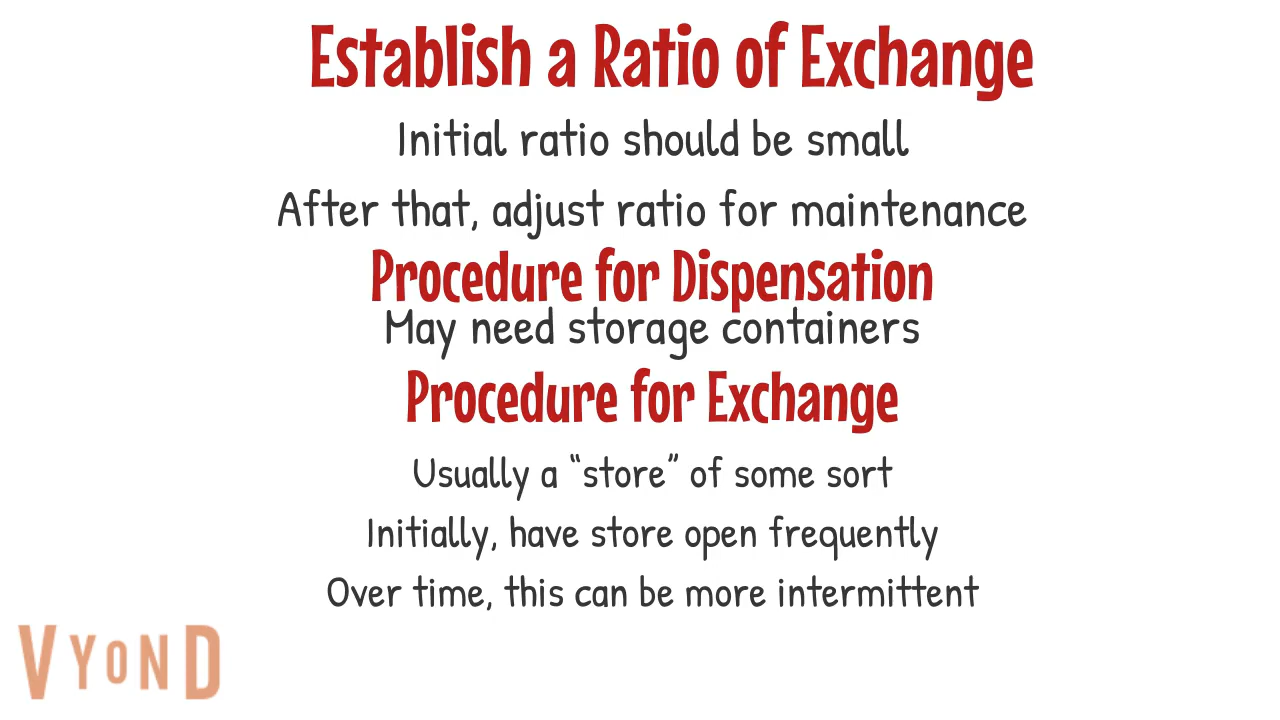 Establish a Ratio of Exchange
Initial ratio should be small
After that, adjust ratio for maintenance
Procedure for Dispensation
May need storage containers
Procedure for Exchange
Usually a “store” of some sort
Initially, have store open frequently
Over time, this can be more intermittent
VYOND